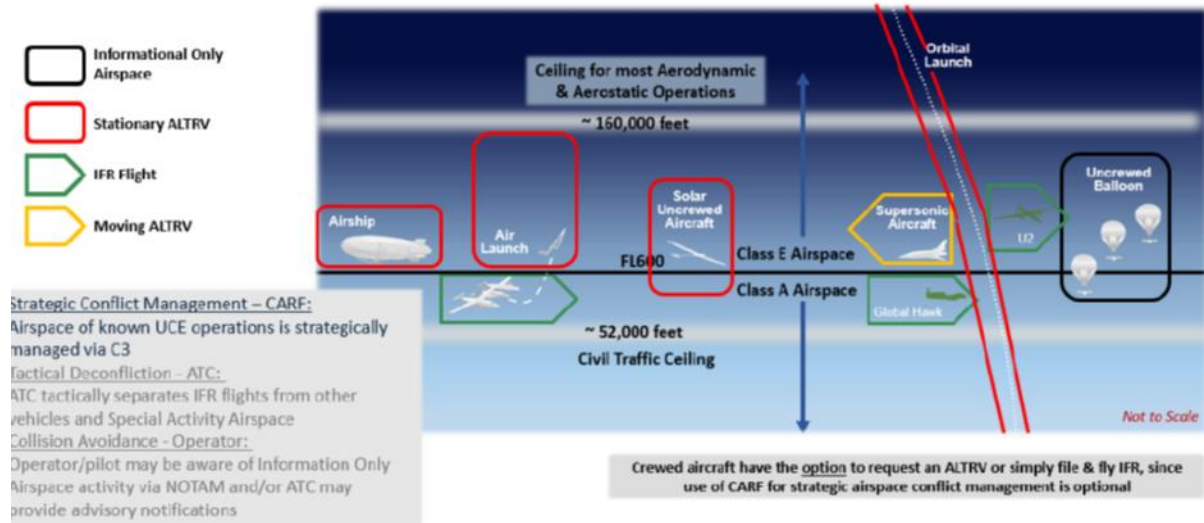 Informational Only
Airspace
Stationary ALTRV
IFR Flight
Moving ALTRV
Strategic Conflict Management – CARF:
Airspace of known UCE operations is strategically
managed via C3
Tactical Deconfliction - ATC:
ATC tactically separates IFR flights from other
vehicles and Special Activity Airspace
Collision Avoidance - Operator:
Operator/pilot may be aware of Information Only
Airspace activity via NOTAM and/or ATC may
provide advisory notifications
Orbital
Launch
Ceiling for most Aerodynamic
& Aerostatic Operations
~ 160,000 feet
Airship
Air
Launch
Solar
Uncrewed
Aircraft
Supersonic
Aircraft
U2
Uncrewed
Balloon
FL600
Class E Airspace
Class A Airspace
Global Hawk
~ 52,000 feet
Civil Traffic Ceiling
Not to Scale
Crewed aircraft have the option to request an ALTRV or simply file & fly IFR, since
use of CARF for strategic airspace conflict management is optional